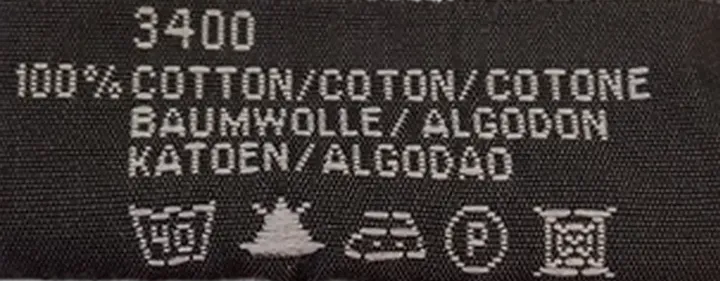 3400
100% COTTON/COTON/COTONE
BAUMWOLLE/ALGODON
KATOEN/ALGODAO
40 P